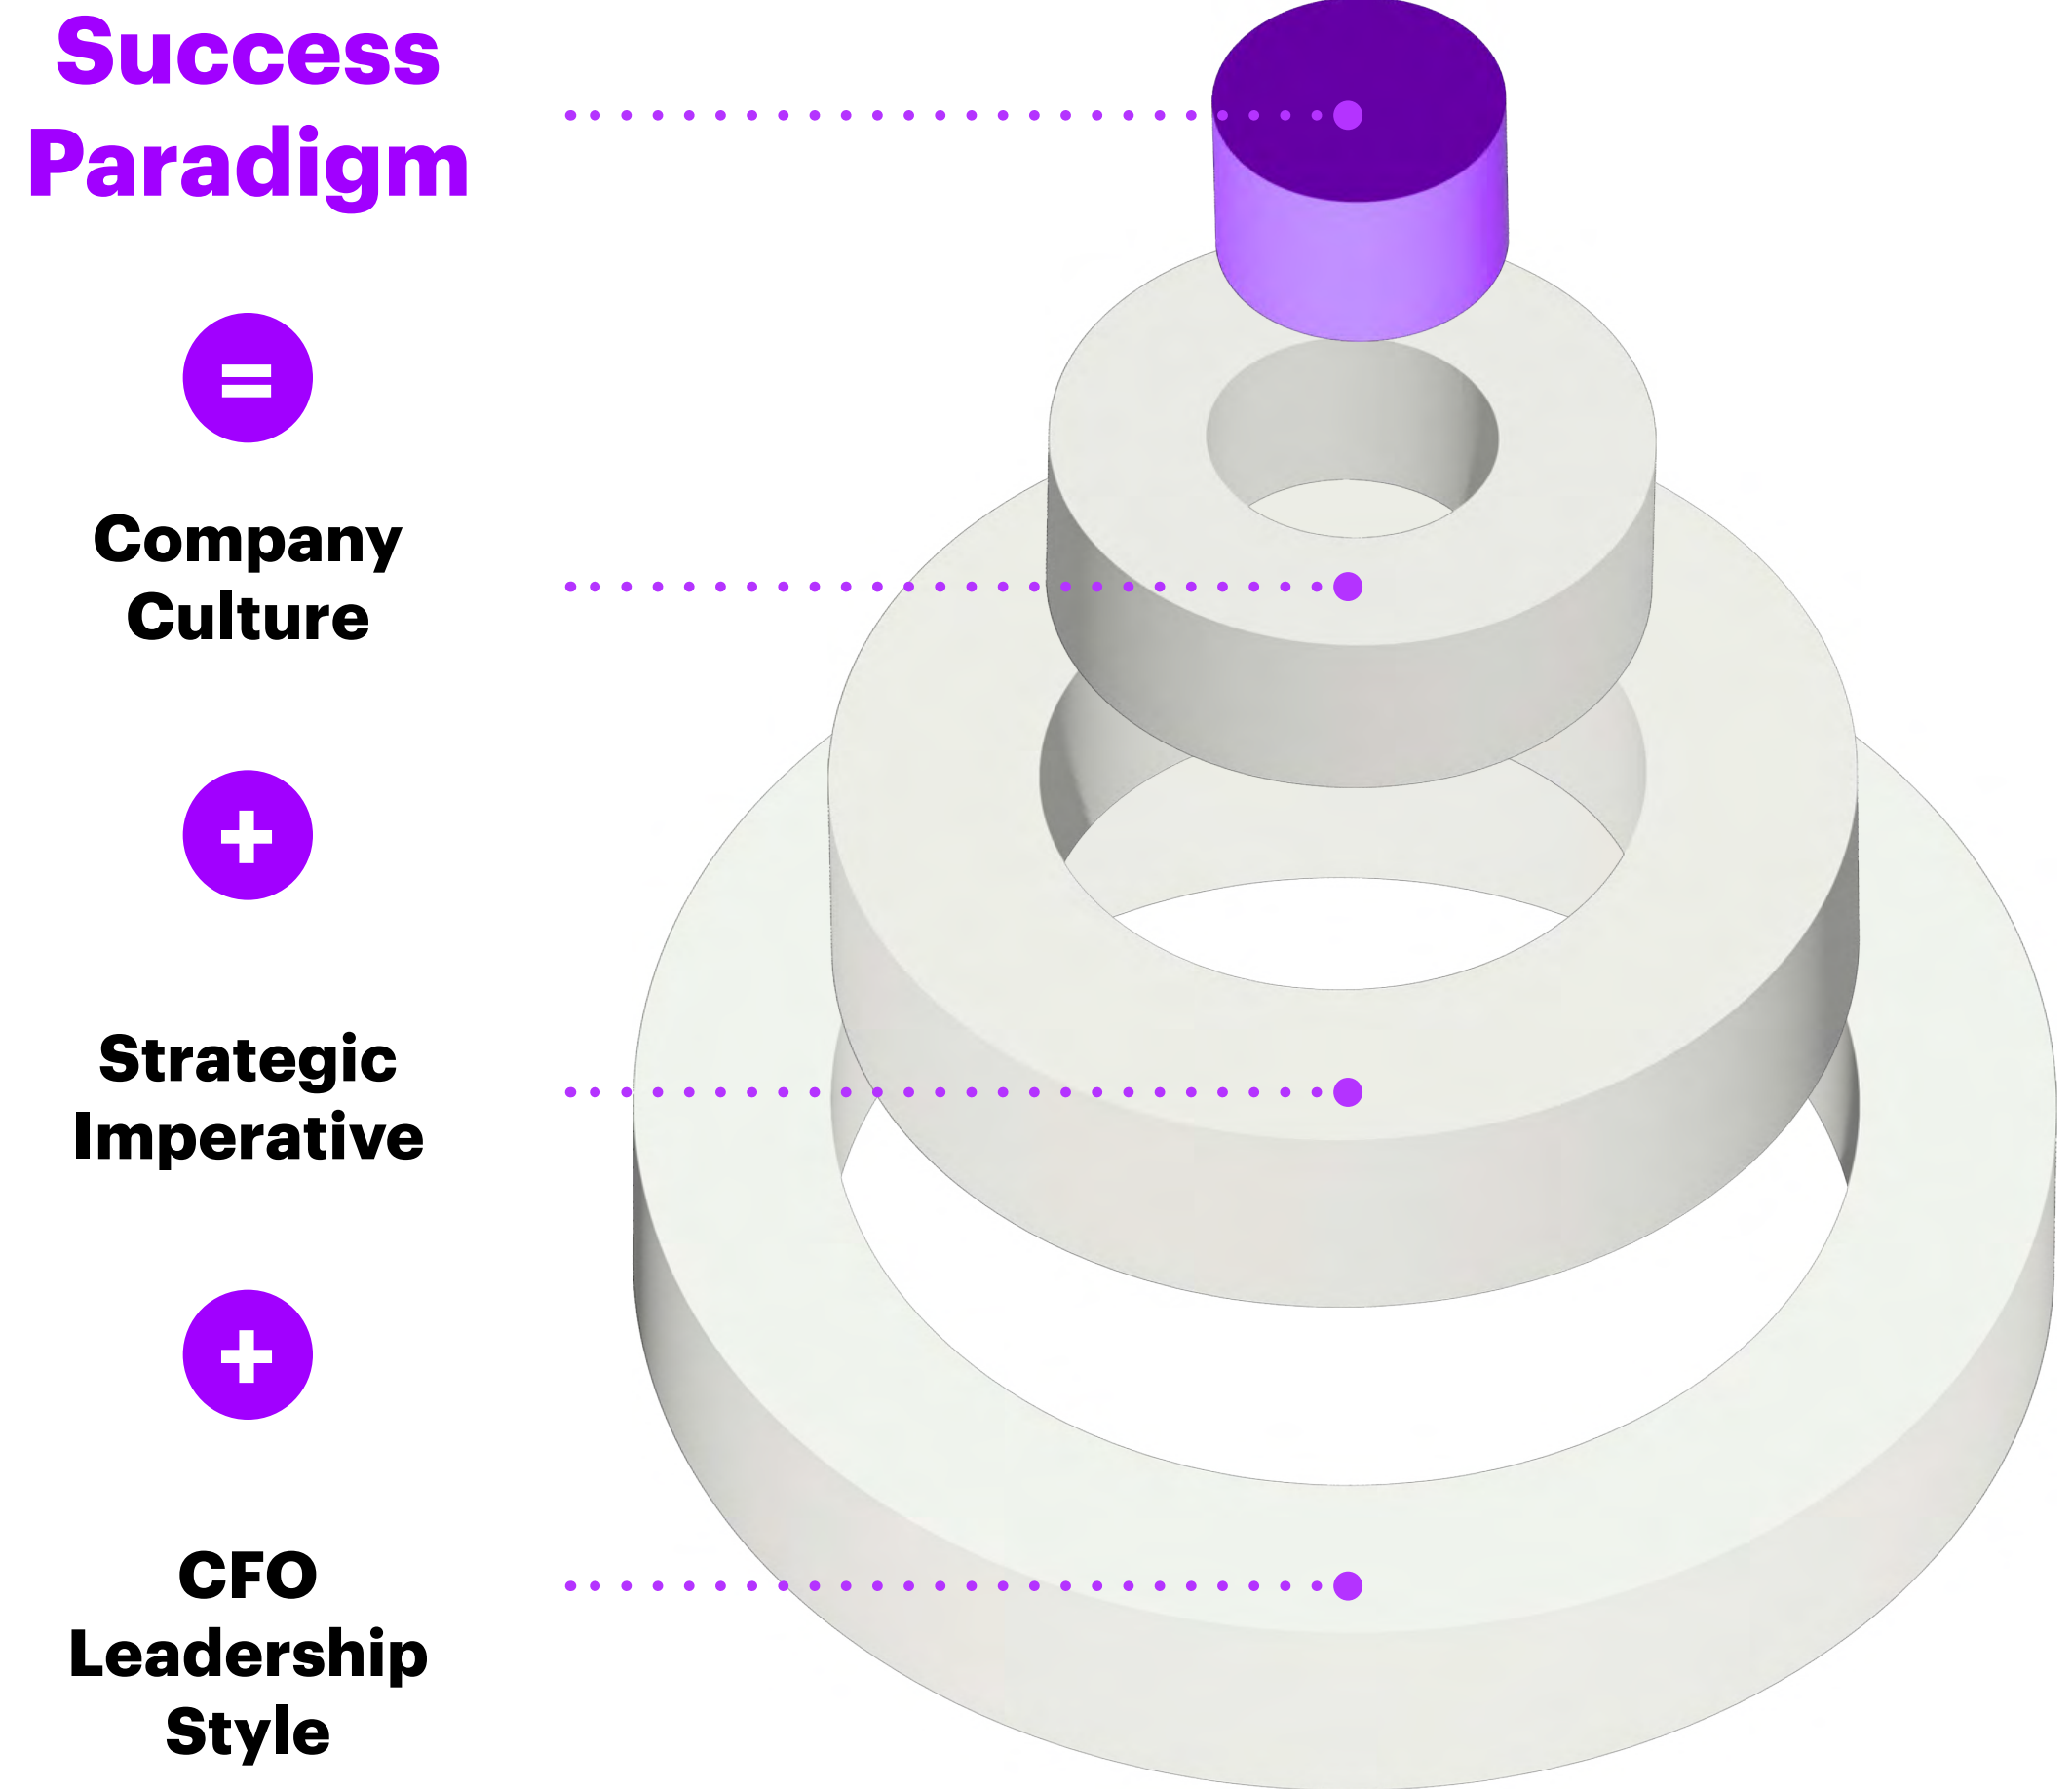 Success
Paradigm
=
Company
Culture
+
Strategic
Imperative
+
CFO
Leadership
Style